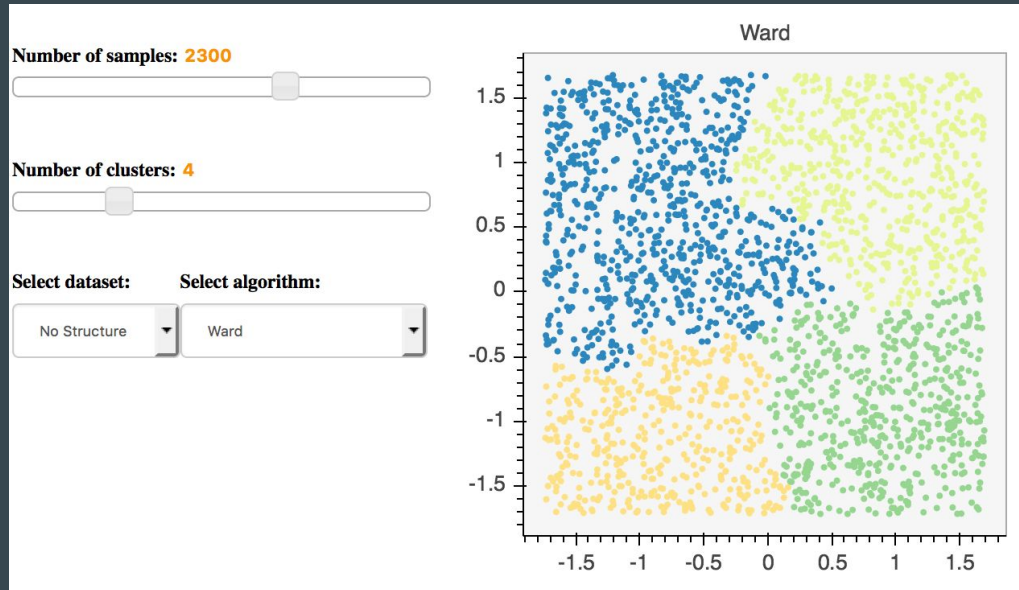 Number of samples: 2300
Number of clusters: 4
Select dataset:
Select algorithm:
No Structure
Ward
Ward
1.5
1
0.5
0
-0.5
-1
-1.5
-1.5
-1
-0.5
0
0.5
1
1.5